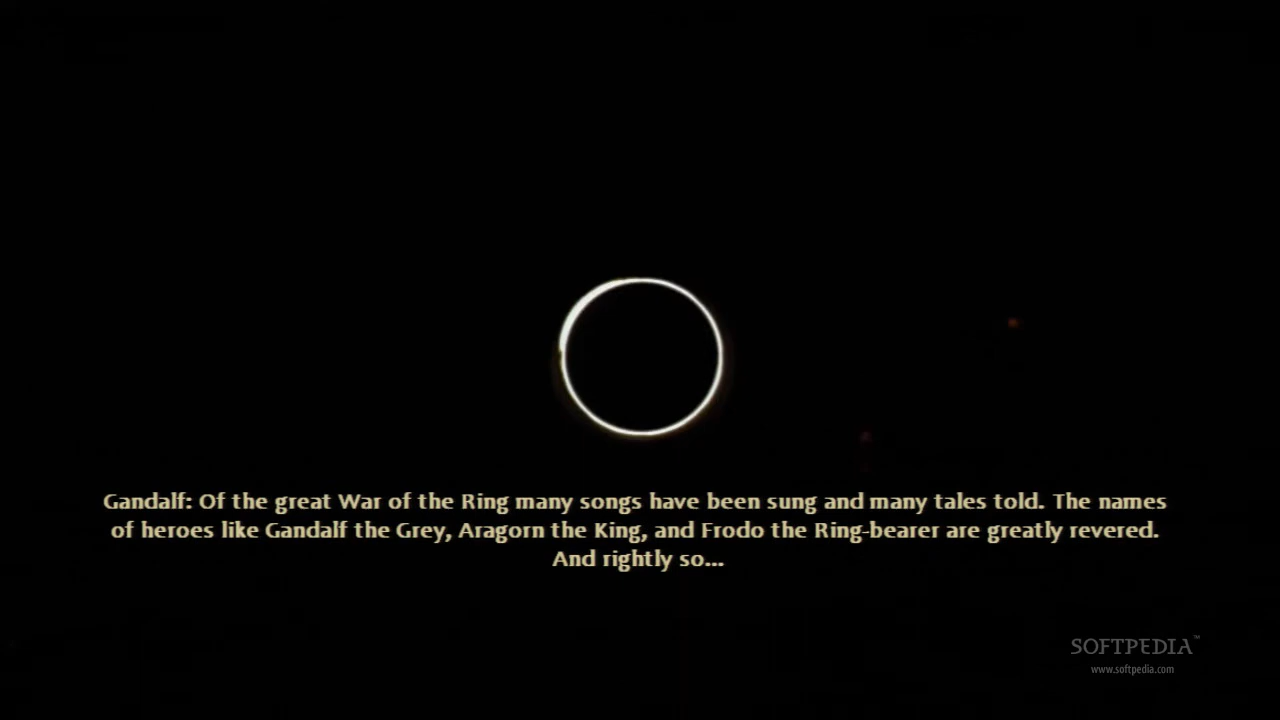 Gandalf: Of the great War of the Ring many songs have been sung and many tales told. The names
of heroes like Gandalf the Grey, Aragorn the King, and Frodo the Ring-bearer are greatly revered.
And rightly so...
SOFTPEDIA™
www.softpedia.com